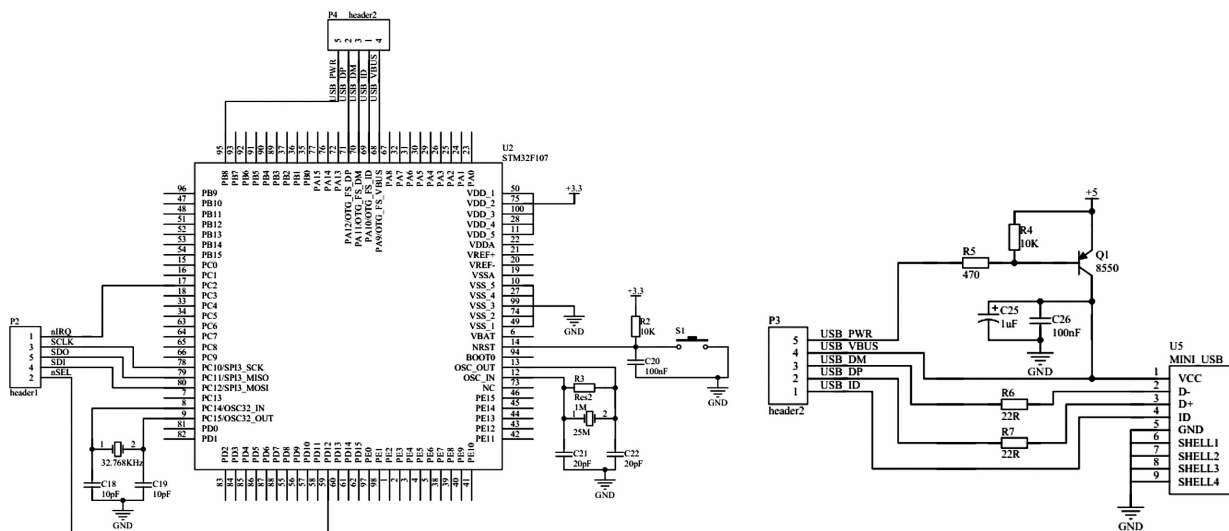 P4 header2
5 2 3 1 4
USB_PWR
USB_DP
USB_DM
USB_ID
USB_VBUS
95 93 92 91 90 89 37 36 35 77 76 72 71 70 69 68 67 32 31 30 29 26 25 24 23
PB8 PB7 PB6 PB5 PB4 PB3 PB2 PB1 PB0 PA15 PA14 PA13 PA12/OTG_FS_DP PA11/OTG_FS_DM PA10/OTG_FS_ID PA9/OTG_FS_VBUS PA8 PA7 PA6 PA5 PA4 PA3 PA2 PA1 PA0
U2
STM32F107
96 PB9
47 PB10
48 PB11
51 PB12
52 PB13
53 PB14
54 PB15
15 PC0
16 PC1
17 PC2
18 PC3
33 PC4
34 PC5
63 PC6
64 PC7
65 PC8
66 PC9
78 PC10/SPI3_SCK
79 PC11/SPI3_MISO
80 PC12/SPI3_MOSI
7 PC13
8 PC14/OSC32_IN
9 PC15/OSC32_OUT
81 PD0
82 PD1
VDD_1 50
VDD_2 75
VDD_3 100
VDD_4 28
VDD_5 11
VDDA 22
VREF+ 21
VREF- 20
VSSA 19
VSS_5 10
VSS_4 27
VSS_3 99
VSS_2 74
VSS_1 49
VBAT 6
NRST 14
BOOT0 94
OSC_OUT 13
OSC_IN 12
NC 73
PE15 46
PE14 45
PE13 44
PE12 43
PE11 42
PD2 PD3 PD4 PD5 PD6 PD7 PD8 PD9 PD10 PD11 PD12 PD13 PD14 PD15 PE0 PE1 PE2 PE3 PE4 PE5 PE6 PE7 PE8 PE9 PE10
83 84 85 86 87 88 55 56 57 58 59 60 61 62 97 98 1 2 3 4 5 38 39 40 41
P2
1 nIRQ
3 SCLK
5 SDO
4 SDI
2 nSEL
header1
1 2
32.768KHz
C18
10pF
C19
10pF
GND
+3.3
GND
+3.3
R2
10K
S1
C20
100nF
GND
R3
Res2
1M
1 2
25M
C21
20pF
C22
20pF
GND
+5
R4
10K
R5
470
Q1
8550
+
C25
1uF
C26
100nF
GND
P3
5 USB_PWR
4 USB_VBUS
3 USB_DM
2 USB_DP
1 USB_ID
header2
R6
22R
R7
22R
U5
MINI_USB
1 VCC
2 D-
3 D+
4 ID
5 GND
6 SHELL1
7 SHELL2
8 SHELL3
9 SHELL4
GND